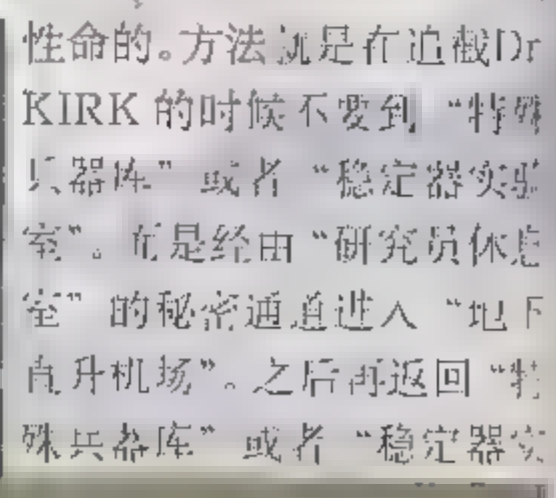 性命的。方法就是在追截Dr
KIRK 的时候不要到 “特殊
兵器库” 或者 “稳定器实验
室”。而是经由 “研究员休息
室” 的秘密通道进入 “地下
直升机场”。之后再返回 “特
殊兵器库” 或者 “稳定器实